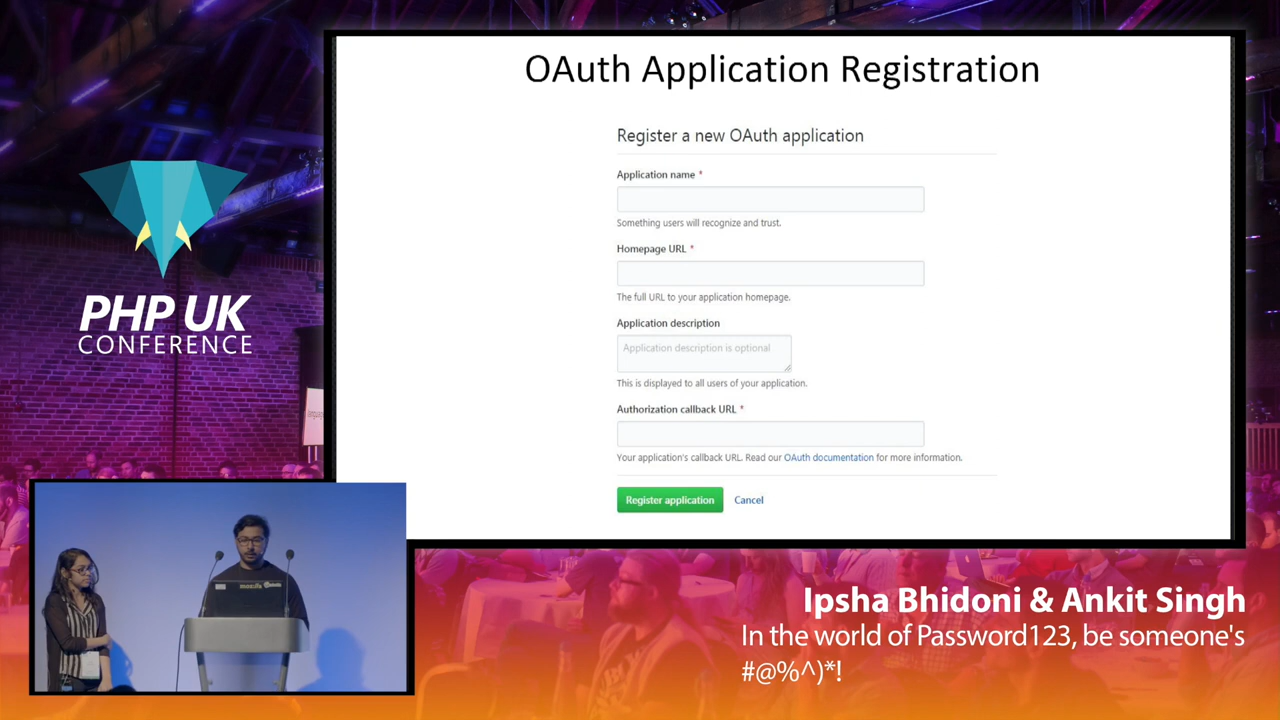 OAuth Application Registration
Register a new OAuth application
Application name *
Something users will recognize and trust.
Homepage URL *
The full URL to your application homepage.
Application description
Application description is optional
This is displayed to all users of your application.
Authorization callback URL *
Your application's callback URL. Read our OAuth documentation for more information.
Register application Cancel
PHP UK
CONFERENCE
Ipsha Bhidoni & Ankit Singh
In the world of Password123, be someone's
#@%^)*!